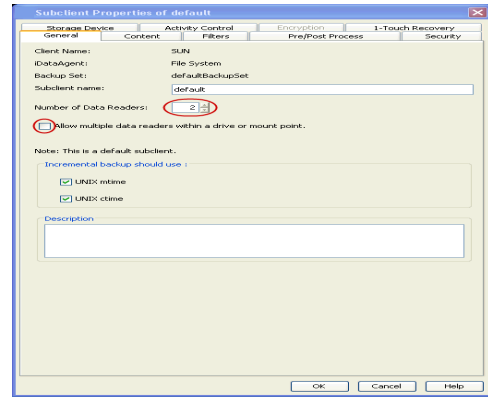 Subclient Properties of default
Storage Device Activity Control Encryption 1-Touch Recovery
General Content Filters Pre/Post Process Security
Client Name: SUN
iDataAgent: File System
Backup Set: defaultBackupSet
Subclient name: default
Number of Data Readers: 2
Allow multiple data readers within a drive or mount point.
Note: This is a default subclient.
Incremental backup should use :
UNIX mtime
UNIX ctime
Description
OK Cancel Help